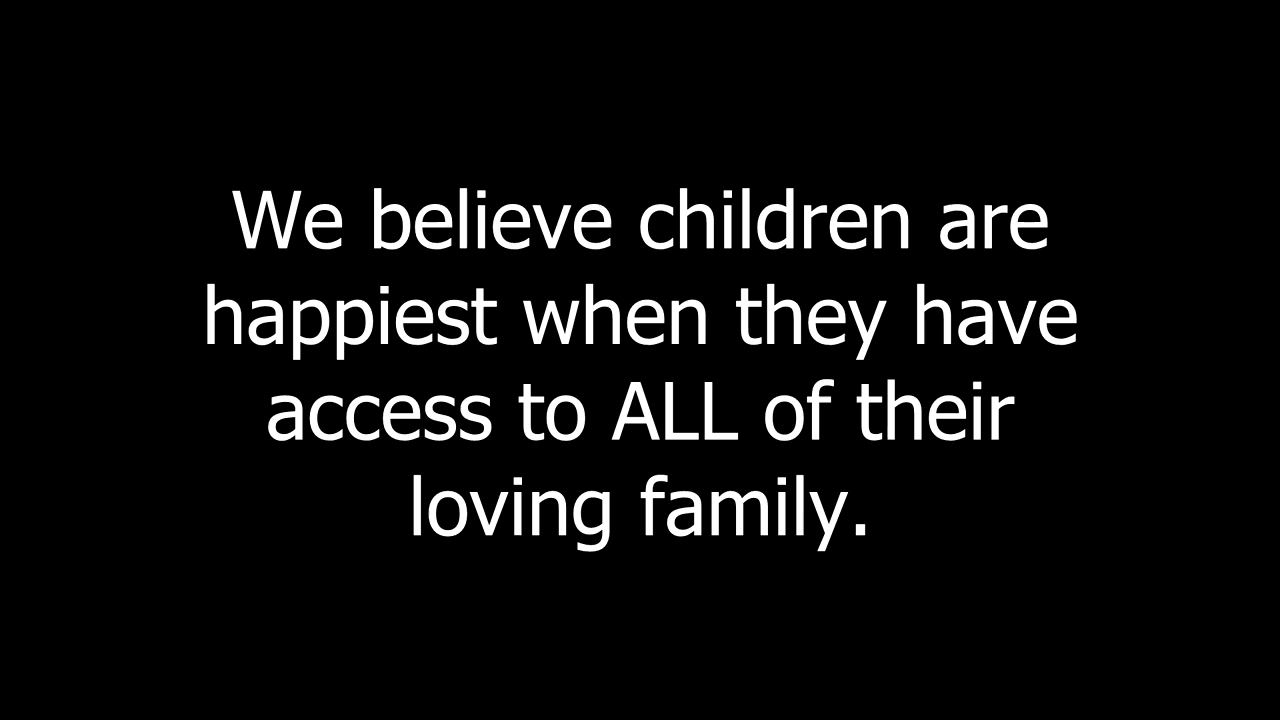 We believe children are
happiest when they have
access to ALL of their
loving family.